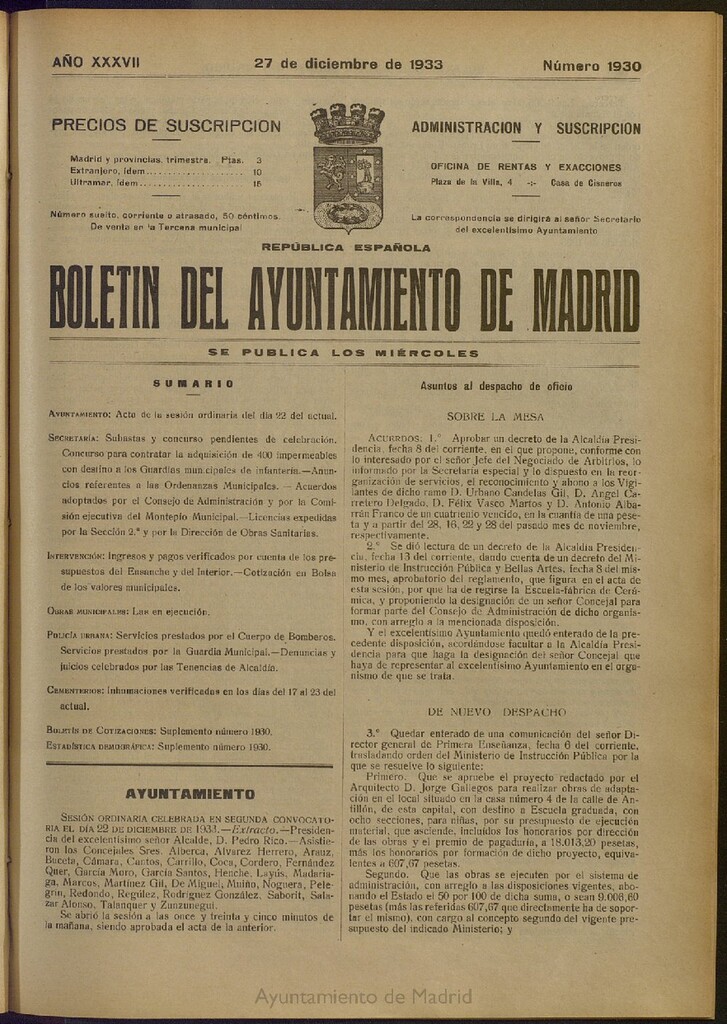 AÑO XXXVII
27 de diciembre de 1933
Número 1930
PRECIOS DE SUSCRIPCION
Madrid y provincias, trimestre. Ptas. 3
Extranjero, ídem...................... 10
Ultramar, ídem....................... 15
Número suelto, corriente o atrasado, 50 céntimos.
De venta en la Tercena municipal
ADMINISTRACION Y SUSCRIPCION
OFICINA DE RENTAS Y EXACCIONES
Plaza de la Villa, 4 -:- Casa de Cisneros
La correspondencia se dirigirá al señor Secretario
del excelentísimo Ayuntamiento
REPÚBLICA ESPAÑOLA
BOLETIN DEL AYUNTAMIENTO DE MADRID
SE PUBLICA LOS MIÉRCOLES
SUMARIO
AYUNTAMIENTO: Acta de la sesión ordinaria del día 22 del actual.
SECRETARÍA: Subastas y concurso pendientes de celebración.
Concurso para contratar la adquisición de 400 impermeables
con destino a los Guardias municipales de infantería.—Anun-
cios referentes a las Ordenanzas Municipales. — Acuerdos
adoptados por el Consejo de Administración y por la Comi-
sión ejecutiva del Montepío Municipal.—Licencias expedidas
por la Sección 2.ª y por la Dirección de Obras Sanitarias.
INTERVENCIÓN: Ingresos y pagos verificados por cuenta de los pre-
supuestos del Ensanche y del Interior.—Cotización en Bolsa
de los valores municipales.
OBRAS MUNICIPALES: Las en ejecución.
POLICÍA URBANA: Servicios prestados por el Cuerpo de Bomberos.
Servicios prestados por la Guardia Municipal.—Denuncias y
juicios celebrados por las Tenencias de Alcaldía.
CEMENTERIOS: Inhumaciones verificadas en los días del 17 al 23 del
actual.
BOLETÍN DE COTIZACIONES: Suplemento número 1930.
ESTADÍSTICA DEMOGRÁFICA: Suplemento número 1930.
AYUNTAMIENTO
SESIÓN ORDINARIA CELEBRADA EN SEGUNDA CONVOCATO-
RIA EL DÍA 22 DE DICIEMBRE DE 1933.—Extracto.—Presiden-
cia del excelentísimo señor Alcalde, D. Pedro Rico.—Asistie-
ron los Concejales Sres. Alberca, Alvarez Herrero, Arauz,
Buceta, Cámara, Cantos, Carrillo, Coca, Cordero, Fernández
Quer, García Moro, García Santos, Henche, Layús, Madaria-
ga, Marcos, Martínez Gil, De Miguel, Muiño, Noguera, Pele-
grín, Redondo, Regúlez, Rodríguez González, Saborit, Sala-
zar Alonso, Talanquer y Zunzunegui.
Se abrió la sesión a las once y treinta y cinco minutos de
la mañana, siendo aprobada el acta de la anterior.
Asuntos al despacho de oficio
SOBRE LA MESA
ACUERDOS: 1.º Aprobar un decreto de la Alcaldía Presi-
dencia, fecha 8 del corriente, en el que propone, conforme con
lo interesado por el señor Jefe del Negociado de Arbitrios, lo
informado por la Secretaría especial y lo dispuesto en la reor-
ganización de servicios, el reconocimiento y abono a los Vigi-
lantes de dicho ramo D. Urbano Candelas Gil, D. Angel Ca-
rretero Delgado, D. Félix Vasco Martos y D. Antonio Alba-
rrán Franco de un cuatrienio vencido, en la cuantía de una pese-
ta y a partir del 28, 16, 22 y 28 del pasado mes de noviembre,
respectivamente.
2.º Se dió lectura de un decreto de la Alcaldía Presiden-
cia, fecha 13 del corriente, dando cuenta de un decreto del Mi-
nisterio de Instrucción Pública y Bellas Artes, fecha 8 del mis-
mo mes, aprobatorio del reglamento, que figura en el acta de
esta sesión, por que ha de regirse la Escuela-fábrica de Cerá-
mica, y proponiendo la designación de un señor Concejal para
formar parte del Consejo de Administración de dicho organis-
mo, con arreglo a la mencionada disposición.
Y el excelentísimo Ayuntamiento quedó enterado de la pre-
cedente disposición, acordándose facultar a la Alcaldía Presi-
dencia para que haga la designación del señor Concejal que
haya de representar al excelentísimo Ayuntamiento en el orga-
nismo de que se trata.
DE NUEVO DESPACHO
3.º Quedar enterado de una comunicación del señor Di-
rector general de Primera Enseñanza, fecha 6 del corriente,
trasladando orden del Ministerio de Instrucción Pública por la
que se resuelve lo siguiente:
Primero. Que se apruebe el proyecto redactado por el
Arquitecto D. Jorge Gallegos para realizar obras de adapta-
ción en el local situado en la casa número 4 de la calle de An-
tillón, de esta capital, con destino a Escuela graduada, con
ocho secciones, para niñas, por su presupuesto de ejecución
material, que asciende, incluídos los honorarios por dirección
de las obras y el premio de pagaduría, a 18.013,20 pesetas,
más los honorarios por formación de dicho proyecto, equiva-
lentes a 607,67 pesetas.
Segundo. Que las obras se ejecuten por el sistema de
administración, con arreglo a las disposiciones vigentes, abo-
nando el Estado el 50 por 100 de dicha suma, o sean 9.006,60
pesetas (más las referidas 607,67 que directamente ha de sopor-
tar el mismo), con cargo al concepto segundo del vigente pre-
supuesto del indicado Ministerio; y
Ayuntamiento de Madrid